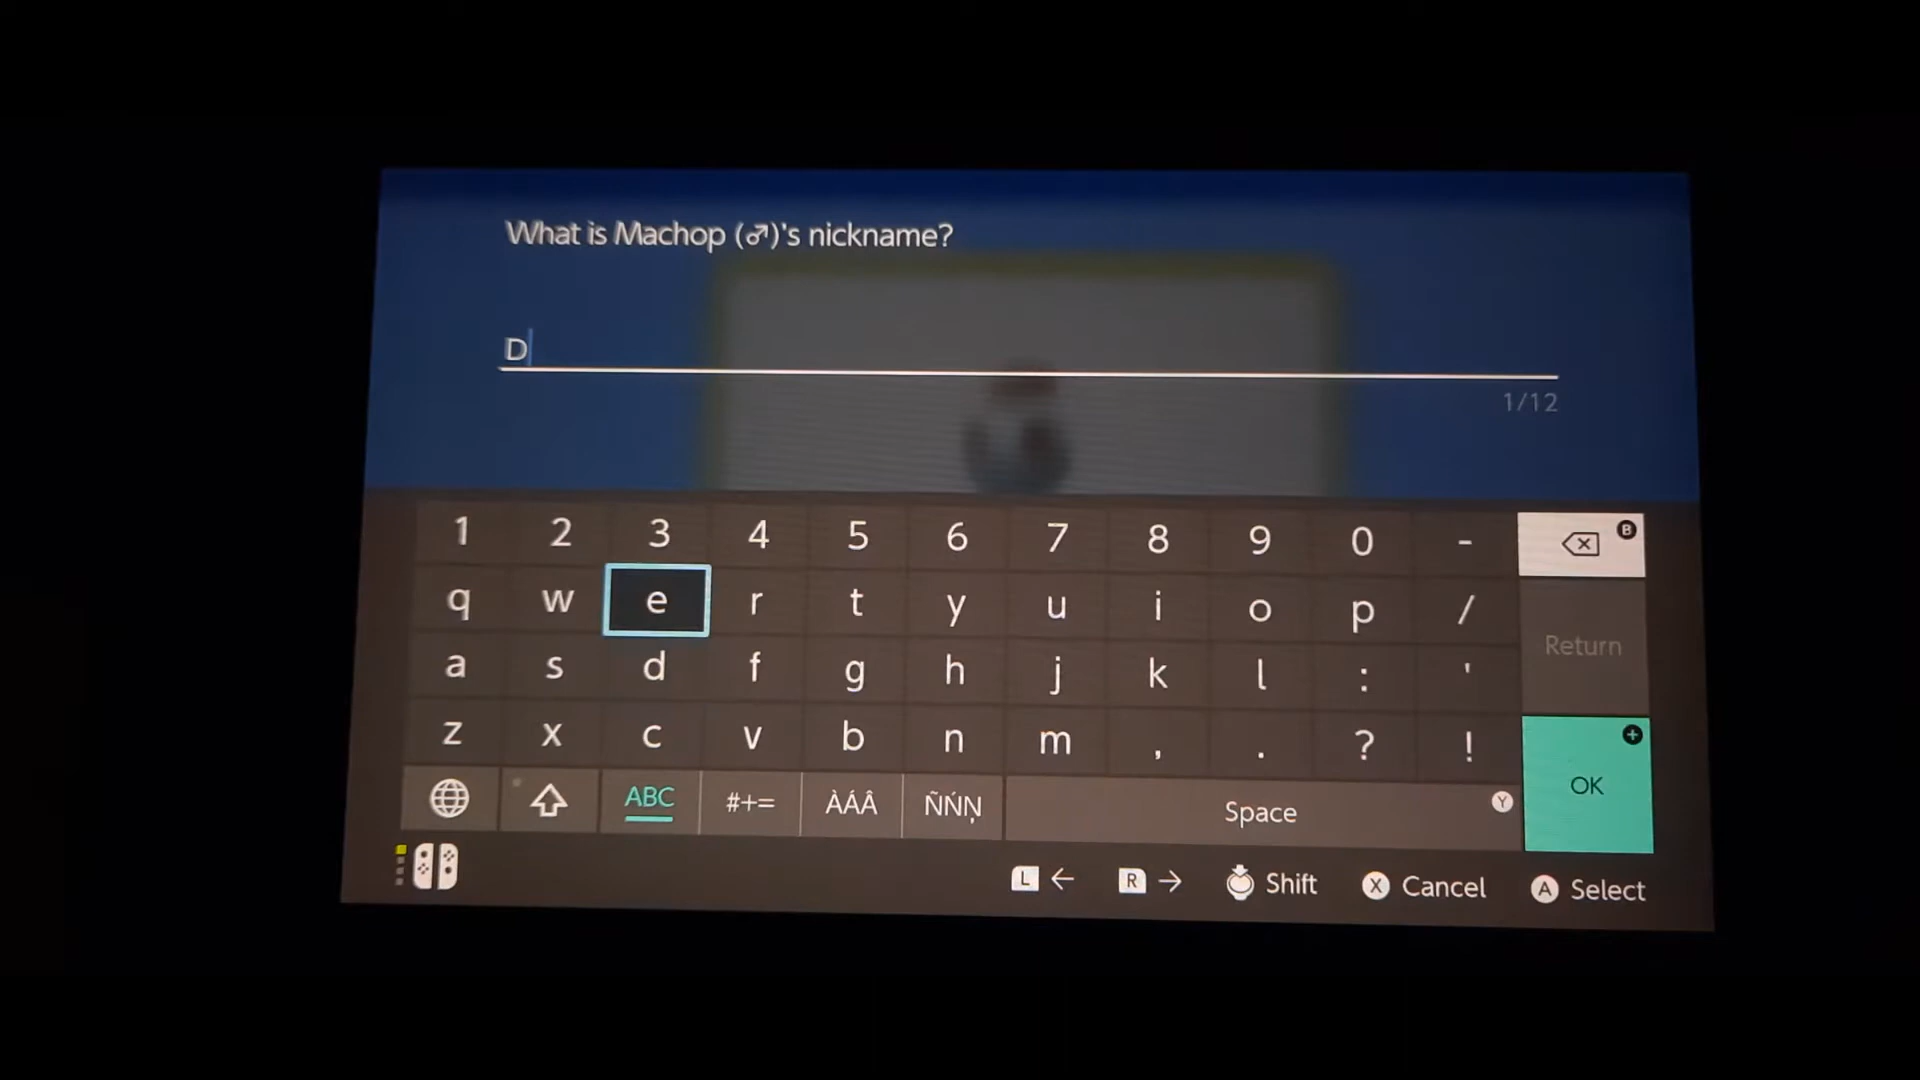 What is Machop (♂)'s nickname?
D
1/12
1 2 3 4 5 6 7 8 9 0 - B
q w e r t y u i o p / Return
a s d f g h j k l : '
z x c v b n m , . ? ! + OK
ABC #+= ÀÁÂ ÑŃŅ Space Y
L ← R → Shift X Cancel A Select